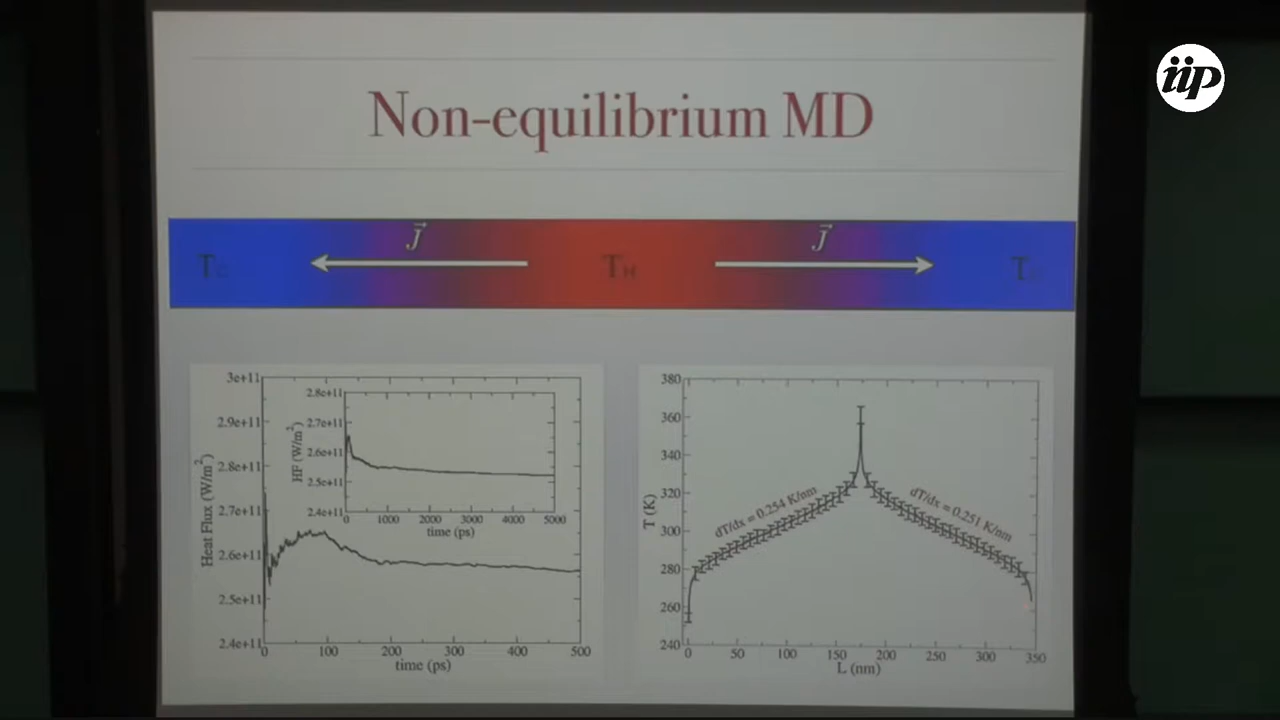 iip
Non-equilibrium MD
J
J
T_C
T_H
T_C
3e+11
2.9e+11
2.8e+11
2.7e+11
2.6e+11
2.5e+11
2.4e+11
Heat Flux (W/m²)
0 100 200 300 400 500
time (ps)
2.8e+11
2.7e+11
2.6e+11
2.5e+11
2.4e+11
HF (W/m²)
0 1000 2000 3000 4000 5000
time (ps)
380
360
340
320
300
280
260
240
T (K)
dT/dx = 0.254 K/nm
dT/dx = 0.251 K/nm
0 50 100 150 200 250 300 350
L (nm)